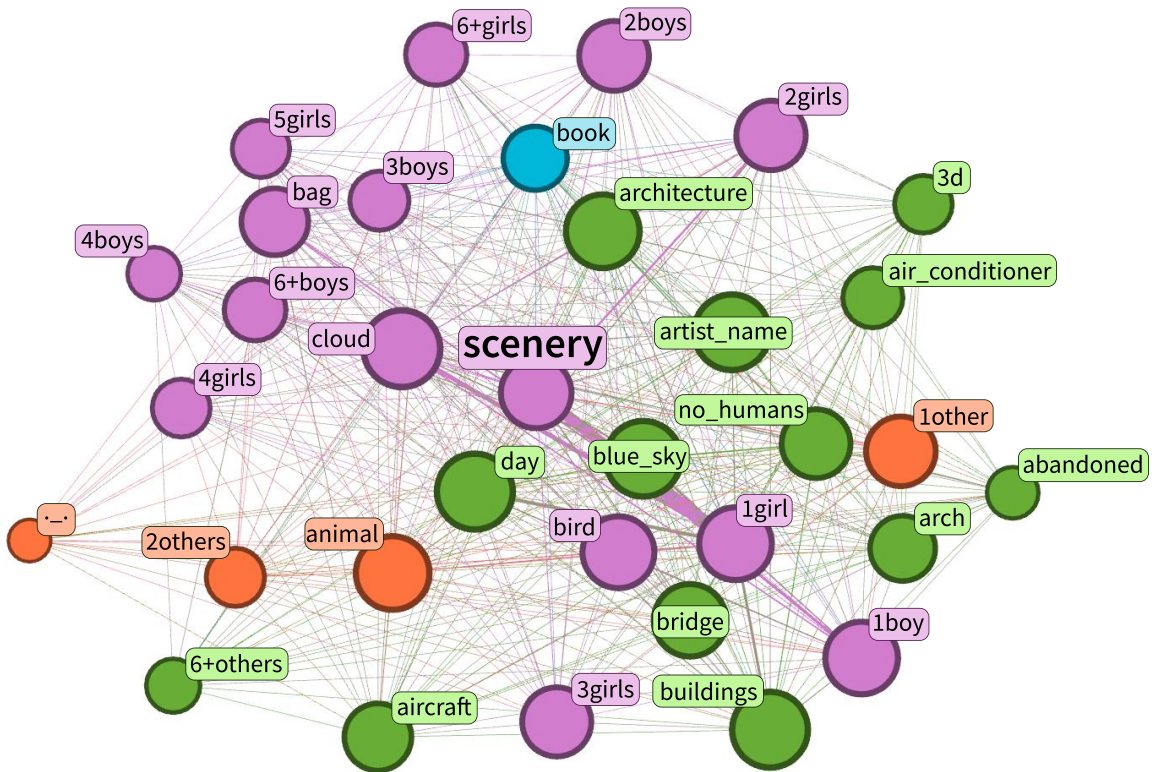 6+girls
2boys
2girls
5girls
book
3boys
3d
bag
architecture
4boys
air_conditioner
6+boys
cloud
scenery
artist_name
4girls
no_humans
1other
day
blue_sky
abandoned
·_·
1girl
arch
2others
animal
bird
bridge
1boy
6+others
3girls
buildings
aircraft